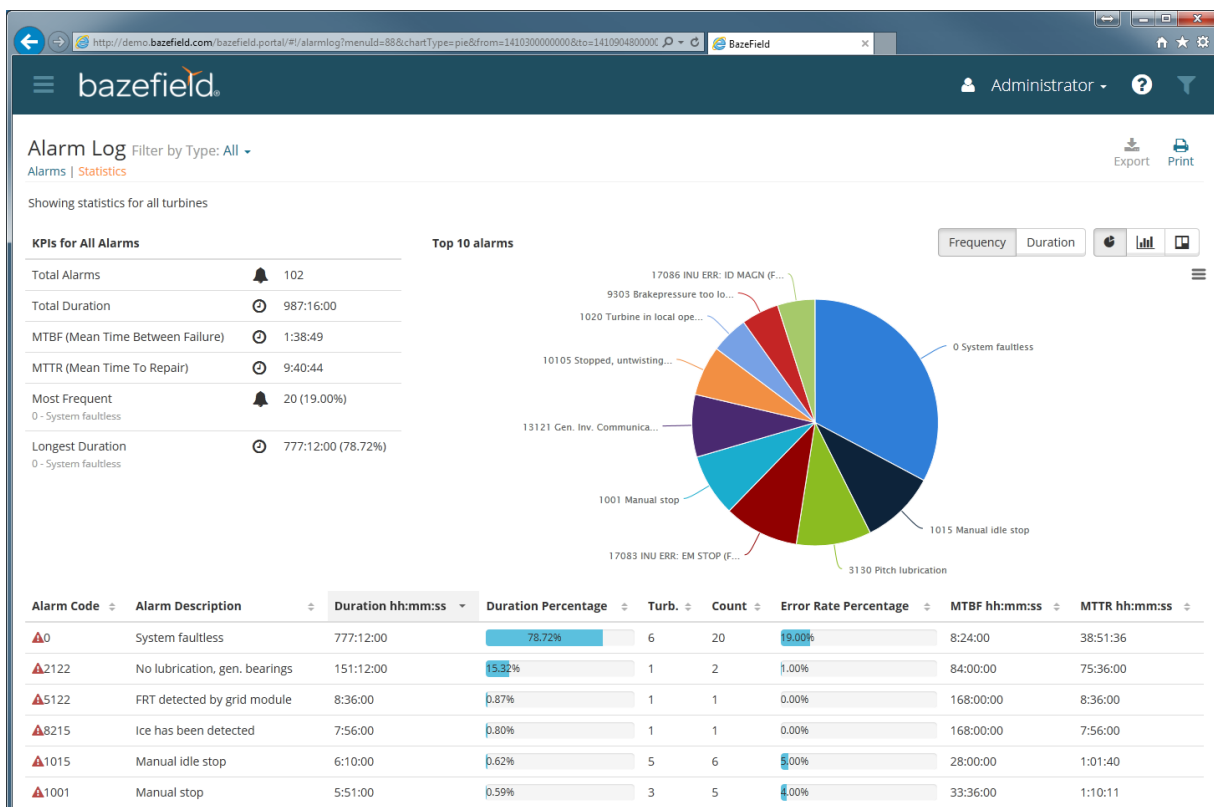 http://demo.bazefield.com/bazefield.portal/#!/alarmlog?menuId=88&chartType=pie&from=1410300000000&to=141090480000
BazeField
bazefield®
Administrator
Alarm Log Filter by Type: All
Export Print
Alarms | Statistics
Showing statistics for all turbines
KPIs for All Alarms
Total Alarms 102
Total Duration 987:16:00
MTBF (Mean Time Between Failure) 1:38:49
MTTR (Mean Time To Repair) 9:40:44
Most Frequent 20 (19.00%)
0 - System faultless
Longest Duration 777:12:00 (78.72%)
0 - System faultless
Top 10 alarms
Frequency Duration
17086 INU ERR: ID MAGN (F...
9303 Brakepressure too lo...
1020 Turbine in local ope...
10105 Stopped, untwisting...
13121 Gen. Inv. Communica...
1001 Manual stop
17083 INU ERR: EM STOP (F...
0 System faultless
1015 Manual idle stop
3130 Pitch lubrication
Alarm Code Alarm Description Duration hh:mm:ss Duration Percentage Turb. Count Error Rate Percentage MTBF hh:mm:ss MTTR hh:mm:ss
0 System faultless 777:12:00 78.72% 6 20 19.00% 8:24:00 38:51:36
2122 No lubrication, gen. bearings 151:12:00 15.32% 1 2 1.00% 84:00:00 75:36:00
5122 FRT detected by grid module 8:36:00 0.87% 1 1 0.00% 168:00:00 8:36:00
8215 Ice has been detected 7:56:00 0.80% 1 1 0.00% 168:00:00 7:56:00
1015 Manual idle stop 6:10:00 0.62% 5 6 5.00% 28:00:00 1:01:40
1001 Manual stop 5:51:00 0.59% 3 5 4.00% 33:36:00 1:10:11